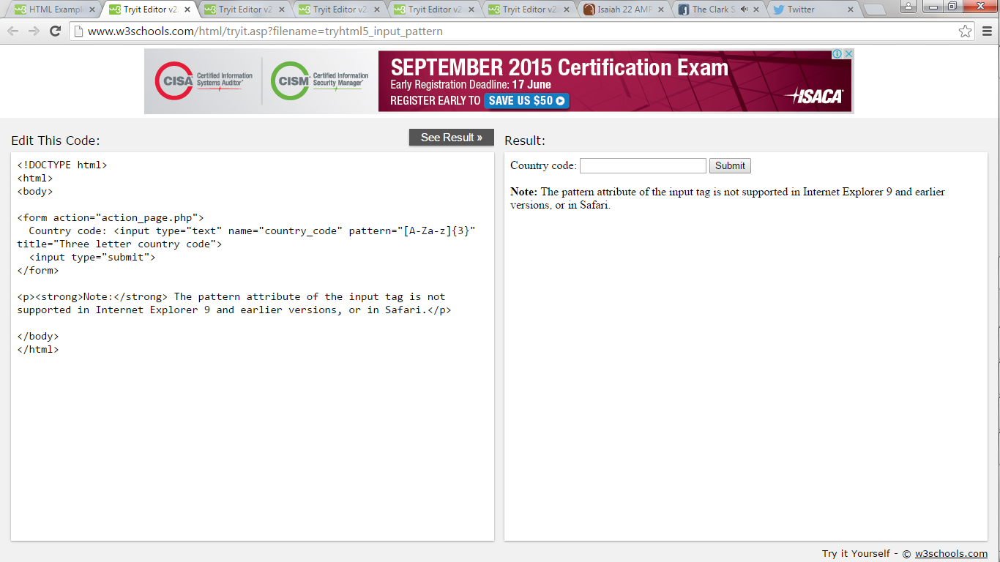 HTML Exampl Tryit Editor v2. Tryit Editor v2 Tryit Editor v2 Tryit Editor v2 Tryit Editor v2 Isaiah 22 AMP The Clark S Twitter
www.w3schools.com/html/tryit.asp?filename=tryhtml5_input_pattern
CISA Certified Information Systems Auditor®
CISM Certified Information Security Manager®
SEPTEMBER 2015 Certification Exam
Early Registration Deadline: 17 June
REGISTER EARLY TO SAVE US $50
ISACA®
Edit This Code:
See Result »
<!DOCTYPE html>
<html>
<body>
<form action="action_page.php">
Country code: <input type="text" name="country_code" pattern="[A-Za-z]{3}"
title="Three letter country code">
<input type="submit">
</form>
<p><strong>Note:</strong> The pattern attribute of the input tag is not
supported in Internet Explorer 9 and earlier versions, or in Safari.</p>
</body>
</html>
Result:
Country code: Submit
Note: The pattern attribute of the input tag is not supported in Internet Explorer 9 and earlier
versions, or in Safari.
Try it Yourself - © w3schools.com